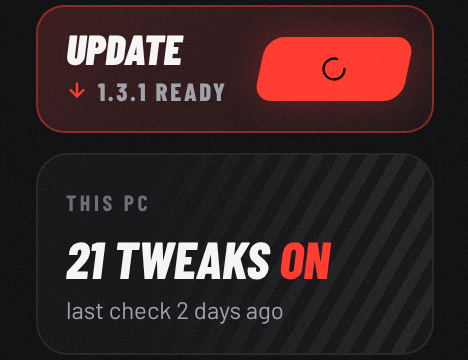 UPDATE
1.3.1 READY
THIS PC
21 TWEAKS ON
last check 2 days ago